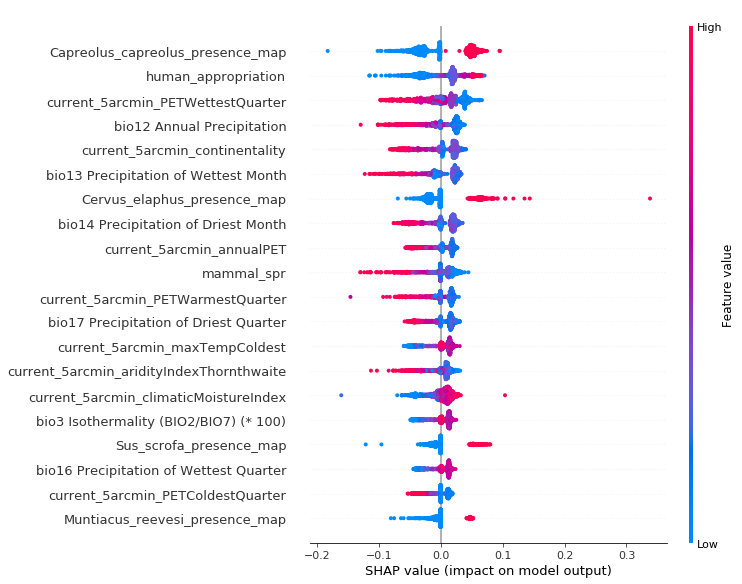 High
Capreolus_capreolus_presence_map
human_appropriation
current_5arcmin_PETWettestQuarter
bio12 Annual Precipitation
current_5arcmin_continentality
bio13 Precipitation of Wettest Month
Cervus_elaphus_presence_map
bio14 Precipitation of Driest Month
current_5arcmin_annualPET
mammal_spr
current_5arcmin_PETWarmestQuarter
bio17 Precipitation of Driest Quarter
current_5arcmin_maxTempColdest
current_5arcmin_aridityIndexThornthwaite
current_5arcmin_climaticMoistureIndex
bio3 Isothermality (BIO2/BIO7) (* 100)
Sus_scrofa_presence_map
bio16 Precipitation of Wettest Quarter
current_5arcmin_PETColdestQuarter
Muntiacus_reevesi_presence_map
Feature value
Low
−0.2 −0.1 0.0 0.1 0.2 0.3
SHAP value (impact on model output)